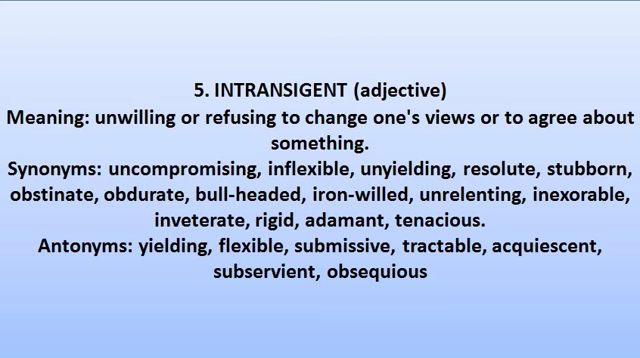 5. INTRANSIGENT (adjective)
Meaning: unwilling or refusing to change one's views or to agree about
something.
Synonyms: uncompromising, inflexible, unyielding, resolute, stubborn,
obstinate, obdurate, bull-headed, iron-willed, unrelenting, inexorable,
inveterate, rigid, adamant, tenacious.
Antonyms: yielding, flexible, submissive, tractable, acquiescent,
subservient, obsequious